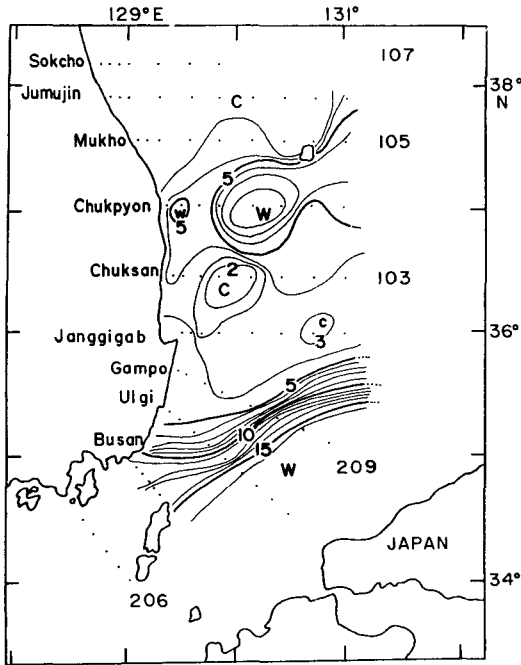 129°E 131°
107
Sokcho
38°
Jumujin
N
C
Mukho
105
5
Chukpyon
W
W
5
Chuksan
2
103
C
c
Janggigab
3
36°
Gampo
5
Ulgi
Busan
10
15
W
209
JAPAN
34°
206